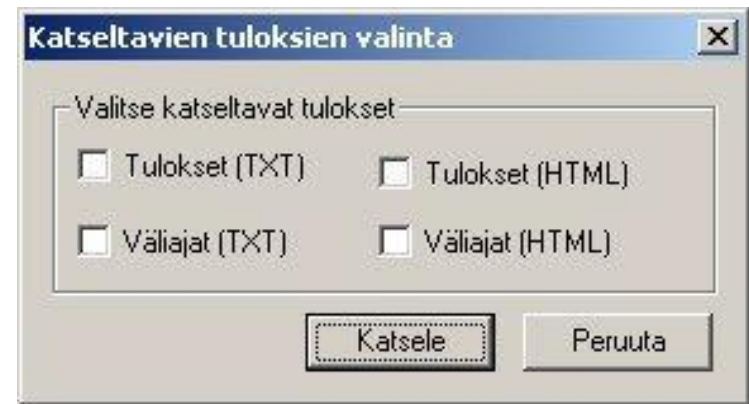 Katseltavien tuloksien valinta
Valitse katseltavat tulokset
Tulokset (TXT) Tulokset (HTML)
Väliajat (TXT) Väliajat (HTML)
Katsele Peruuta